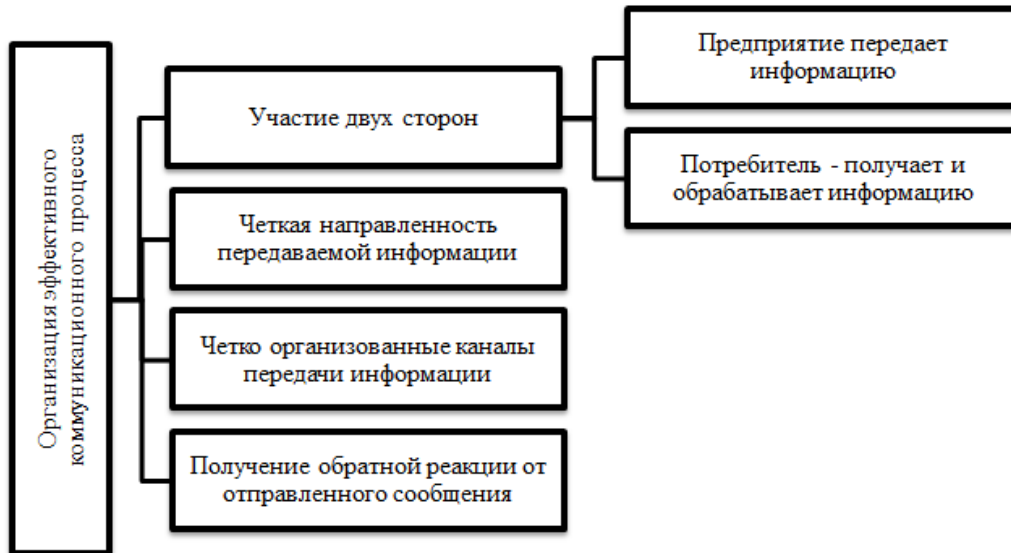 Организация эффективного
коммуникационного процесса
Участие двух сторон
Предприятие передает
информацию
Потребитель - получает и
обрабатывает информацию
Четкая направленность
передаваемой информации
Четко организованные каналы
передачи информации
Получение обратной реакции от
отправленного сообщения